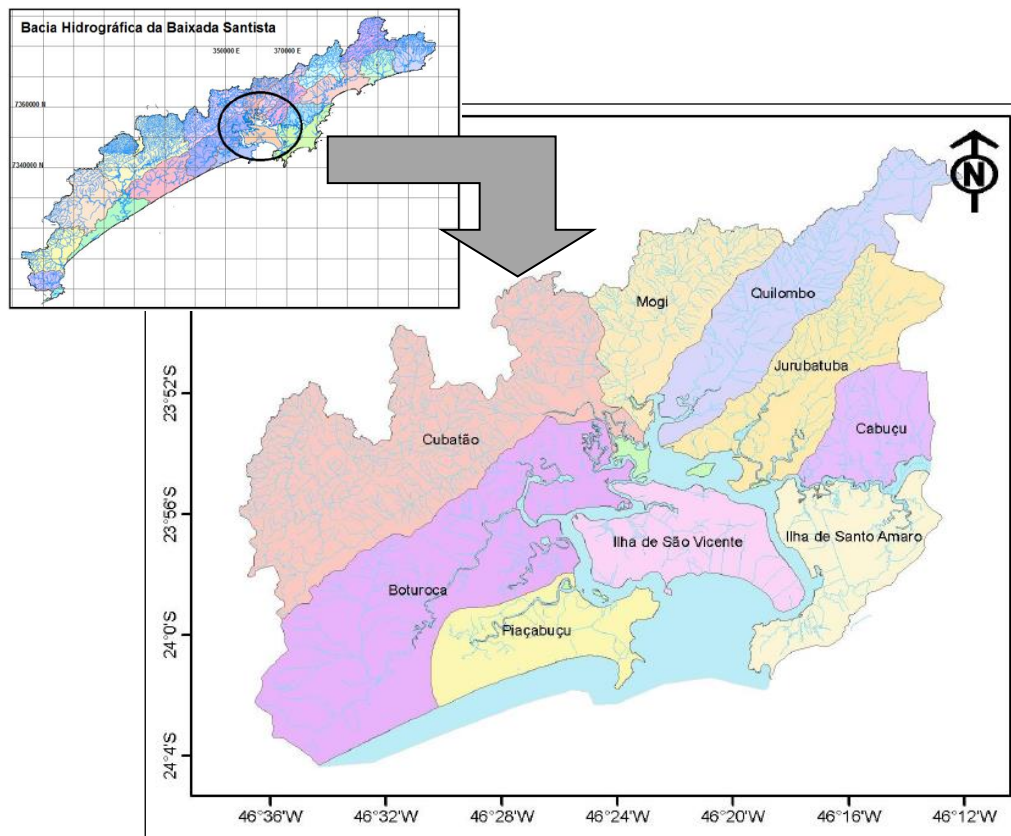 Bacia Hidrográfica da Baixada Santista
350000 E
370000 E
7360000 N
7340000 N
N
Mogi
Quilombo
Jurubatuba
Cabuçu
Cubatão
Ilha de São Vicente
Ilha de Santo Amaro
Boturoca
Piaçabuçu
23°52'S
23°56'S
24°0'S
24°4'S
46°36'W
46°32'W
46°28'W
46°24'W
46°20'W
46°16'W
46°12'W